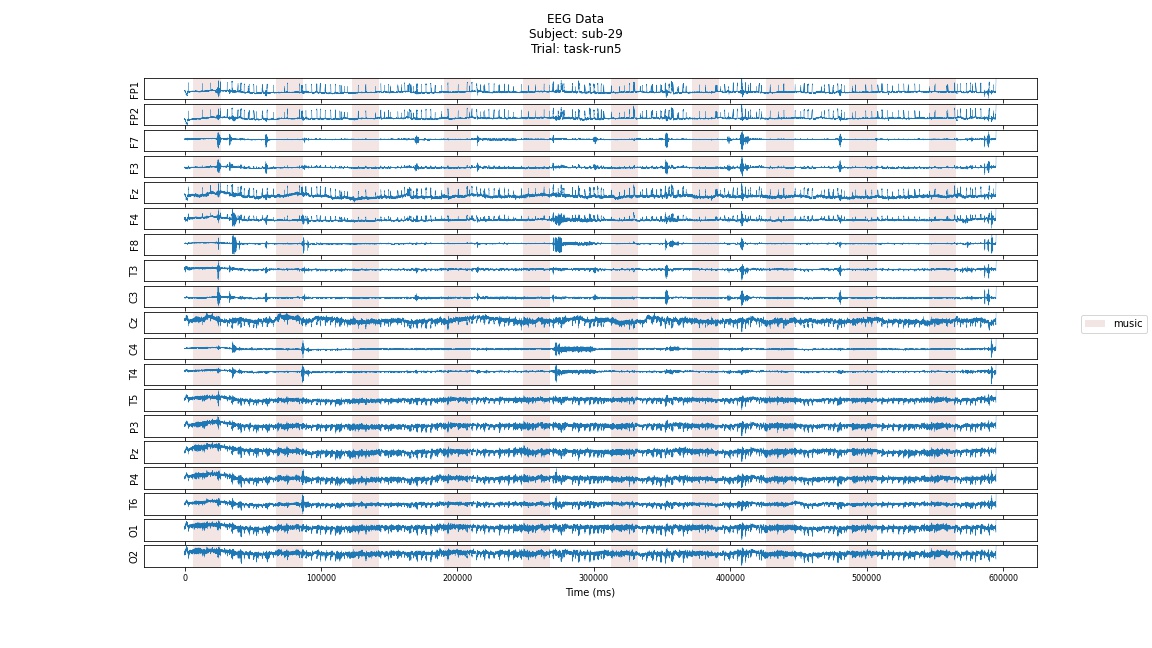 EEG Data
Subject: sub-29
Trial: task-run5
FP1
FP2
F7
F3
Fz
F4
F8
T3
C3
Cz
C4
T4
T5
P3
Pz
P4
T6
O1
O2
music
0 100000 200000 300000 400000 500000 600000
Time (ms)